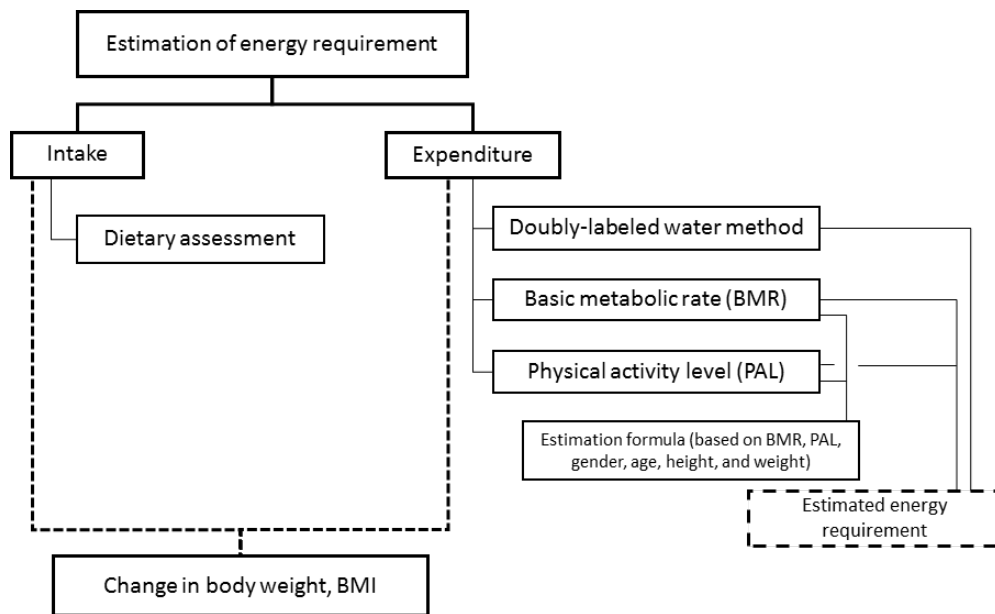 Estimation of energy requirement
Intake
Expenditure
Dietary assessment
Doubly-labeled water method
Basic metabolic rate (BMR)
Physical activity level (PAL)
Estimation formula (based on BMR, PAL,
gender, age, height, and weight)
Estimated energy
requirement
Change in body weight, BMI